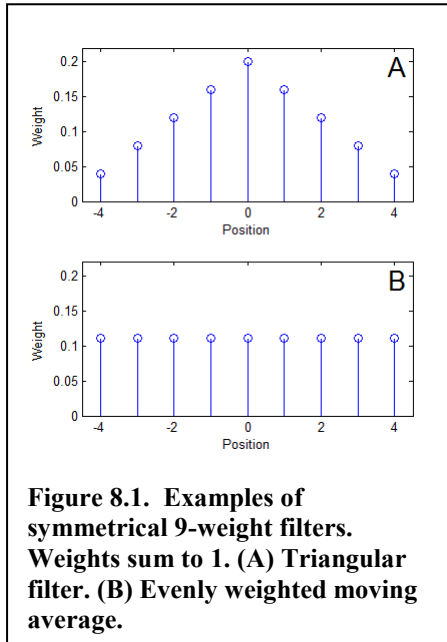 A
0.2
0.15
0.1
0.05
0
Weight
-4 -2 0 2 4
Position
B
0.2
0.15
0.1
0.05
0
Weight
-4 -2 0 2 4
Position
Figure 8.1. Examples of
symmetrical 9-weight filters.
Weights sum to 1. (A) Triangular
filter. (B) Evenly weighted moving
average.